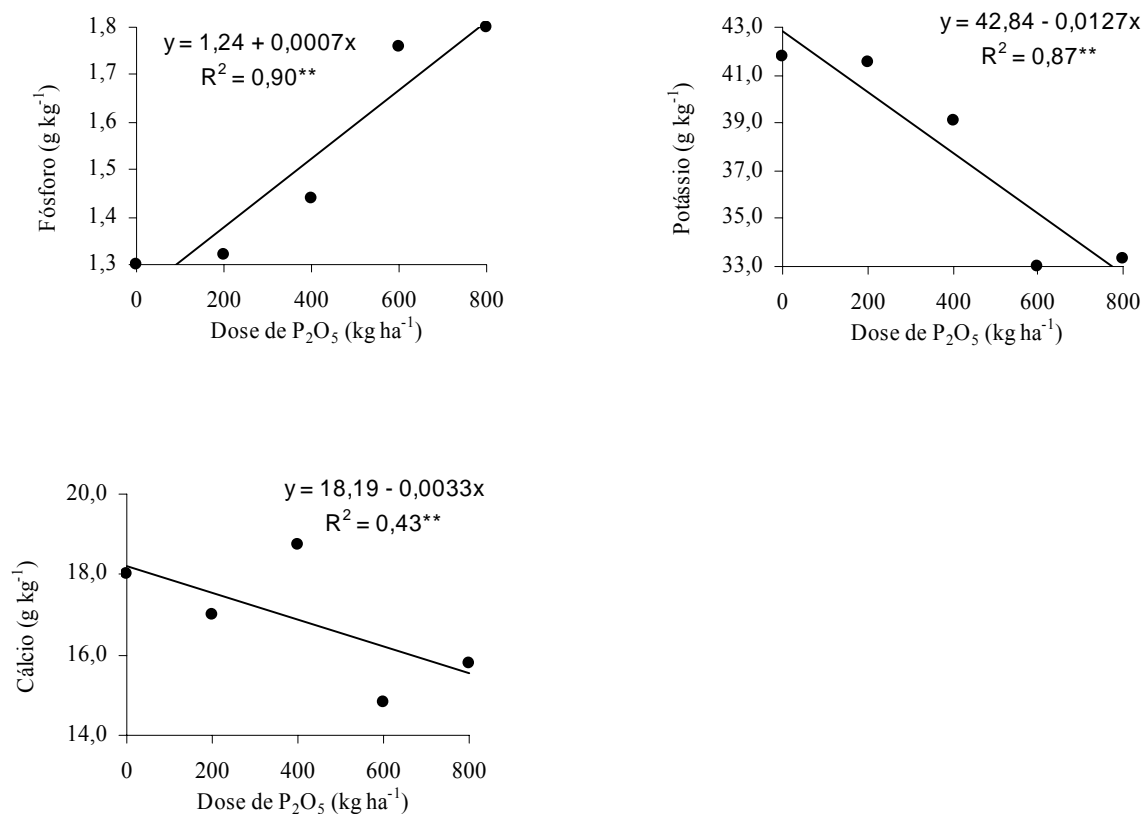 y = 1,24 + 0,0007x
R² = 0,90**
1,8
1,7
1,6
1,5
1,4
1,3
Fósforo (g kg⁻¹)
0 200 400 600 800
Dose de P₂O₅ (kg ha⁻¹)
y = 42,84 - 0,0127x
R² = 0,87**
43,0
41,0
39,0
37,0
35,0
33,0
Potássio (g kg⁻¹)
0 200 400 600 800
Dose de P₂O₅ (kg ha⁻¹)
y = 18,19 - 0,0033x
R² = 0,43**
20,0
18,0
16,0
14,0
Cálcio (g kg⁻¹)
0 200 400 600 800
Dose de P₂O₅ (kg ha⁻¹)